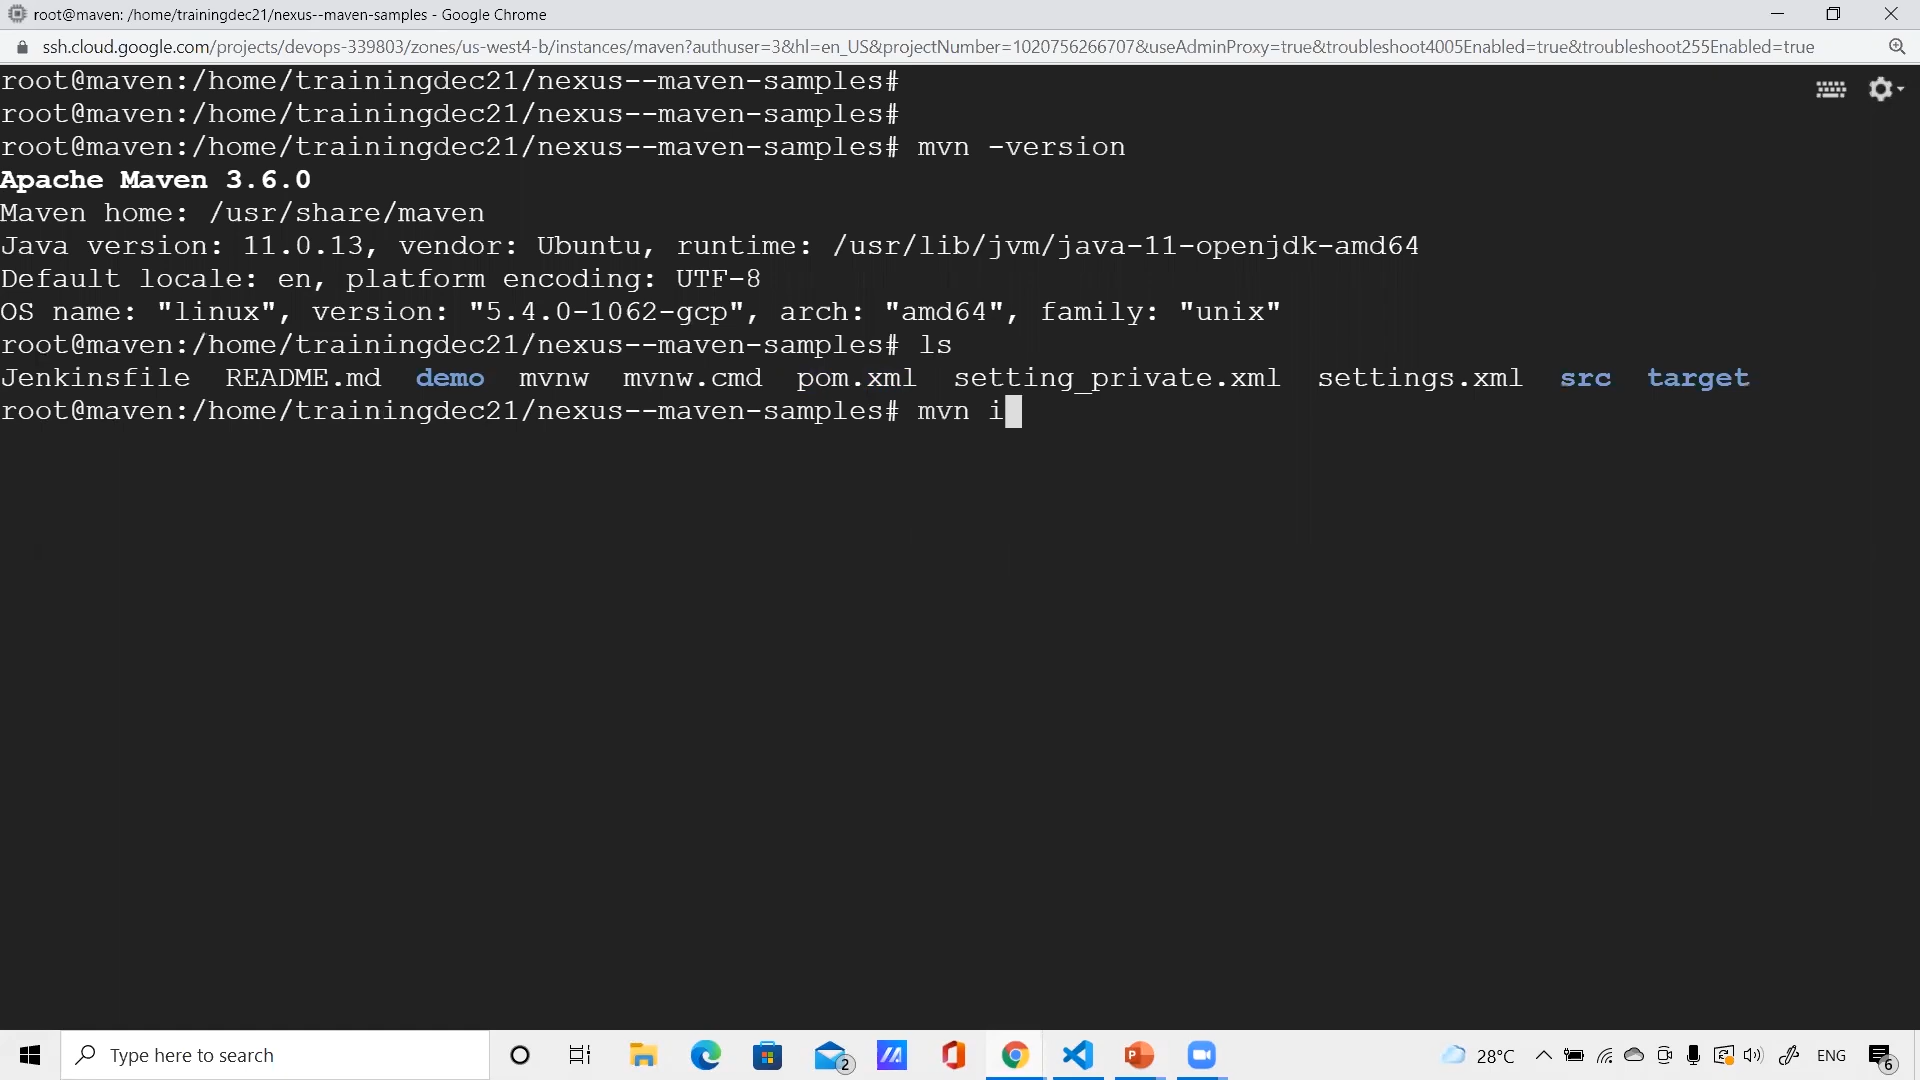 root@maven: /home/trainingdec21/nexus--maven-samples - Google Chrome
ssh.cloud.google.com/projects/devops-339803/zones/us-west4-b/instances/maven?authuser=3&hl=en_US&projectNumber=1020756266707&useAdminProxy=true&troubleshoot4005Enabled=true&troubleshoot255Enabled=true
root@maven:/home/trainingdec21/nexus--maven-samples#
root@maven:/home/trainingdec21/nexus--maven-samples#
root@maven:/home/trainingdec21/nexus--maven-samples# mvn -version
Apache Maven 3.6.0
Maven home: /usr/share/maven
Java version: 11.0.13, vendor: Ubuntu, runtime: /usr/lib/jvm/java-11-openjdk-amd64
Default locale: en, platform encoding: UTF-8
OS name: "linux", version: "5.4.0-1062-gcp", arch: "amd64", family: "unix"
root@maven:/home/trainingdec21/nexus--maven-samples# ls
Jenkinsfile README.md demo mvnw mvnw.cmd pom.xml setting_private.xml settings.xml src target
root@maven:/home/trainingdec21/nexus--maven-samples# mvn i
Type here to search
2
28°C
ENG
6